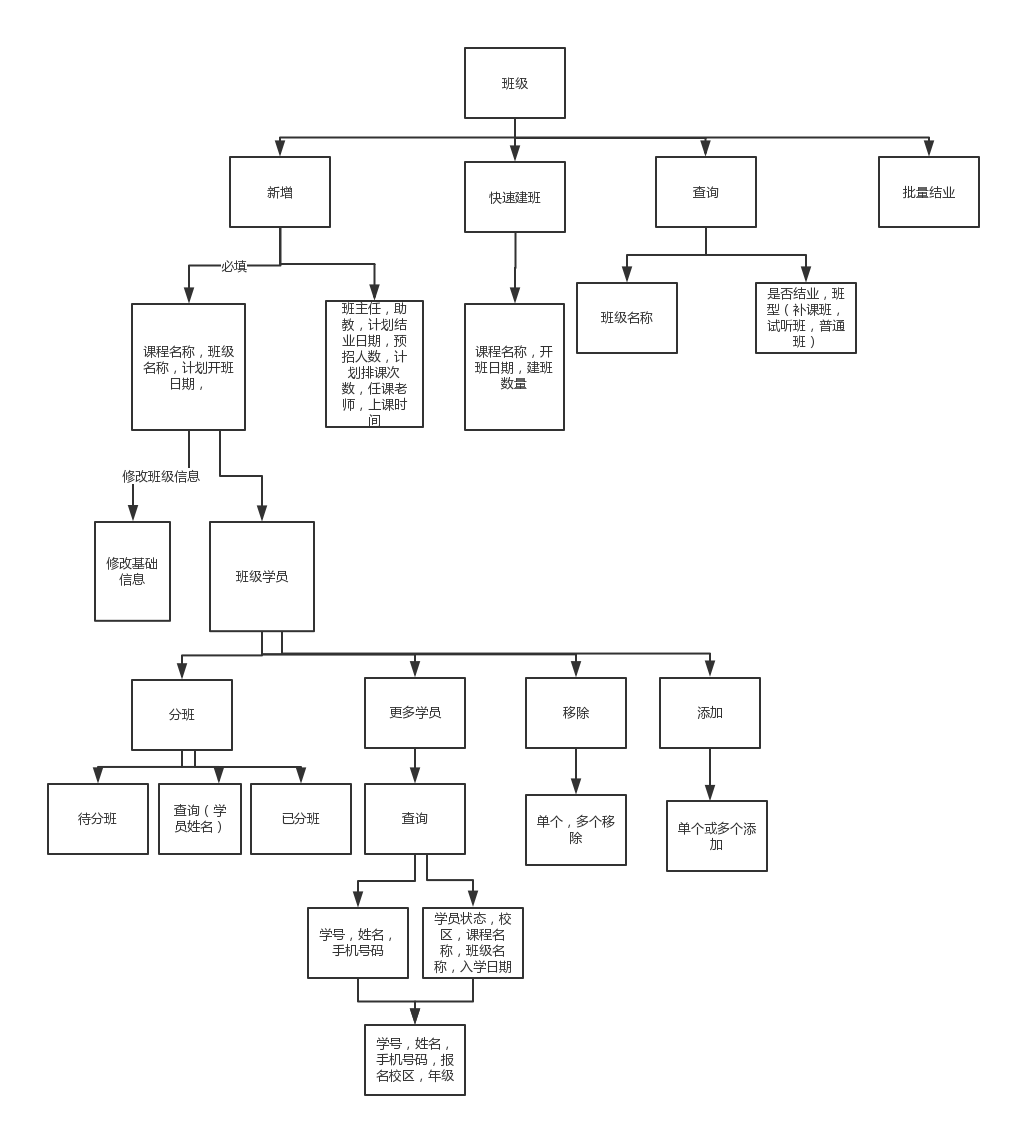 班级
新增
快速建班
查询
批量结业
必填
课程名称，班级
名称，计划开班
日期，
班主任，助
教，计划结
业日期，预
招人数，计
划排课次
数，任课老
师，上课时
间
课程名称，开
班日期，建班
数量
班级名称
是否结业，班
型（补课班，
试听班，普通
班）
修改班级信息
修改基础
信息
班级学员
分班
更多学员
移除
添加
待分班
查询（学
员姓名）
已分班
查询
单个，多个移
除
单个或多个添
加
学号，姓名，
手机号码
学员状态，校
区，课程名
称，班级名
称，入学日期
学号，姓名，
手机号码，报
名校区，年级